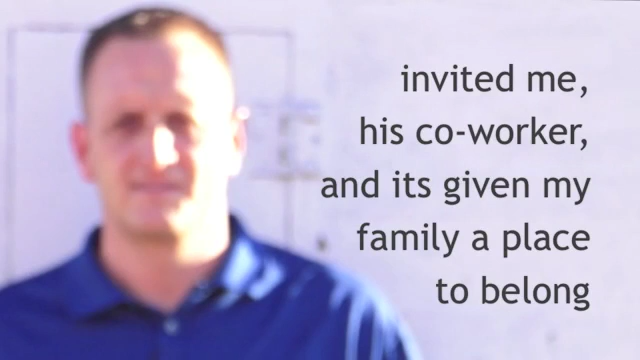 invited me,
his co-worker,
and its given my
family a place
to belong